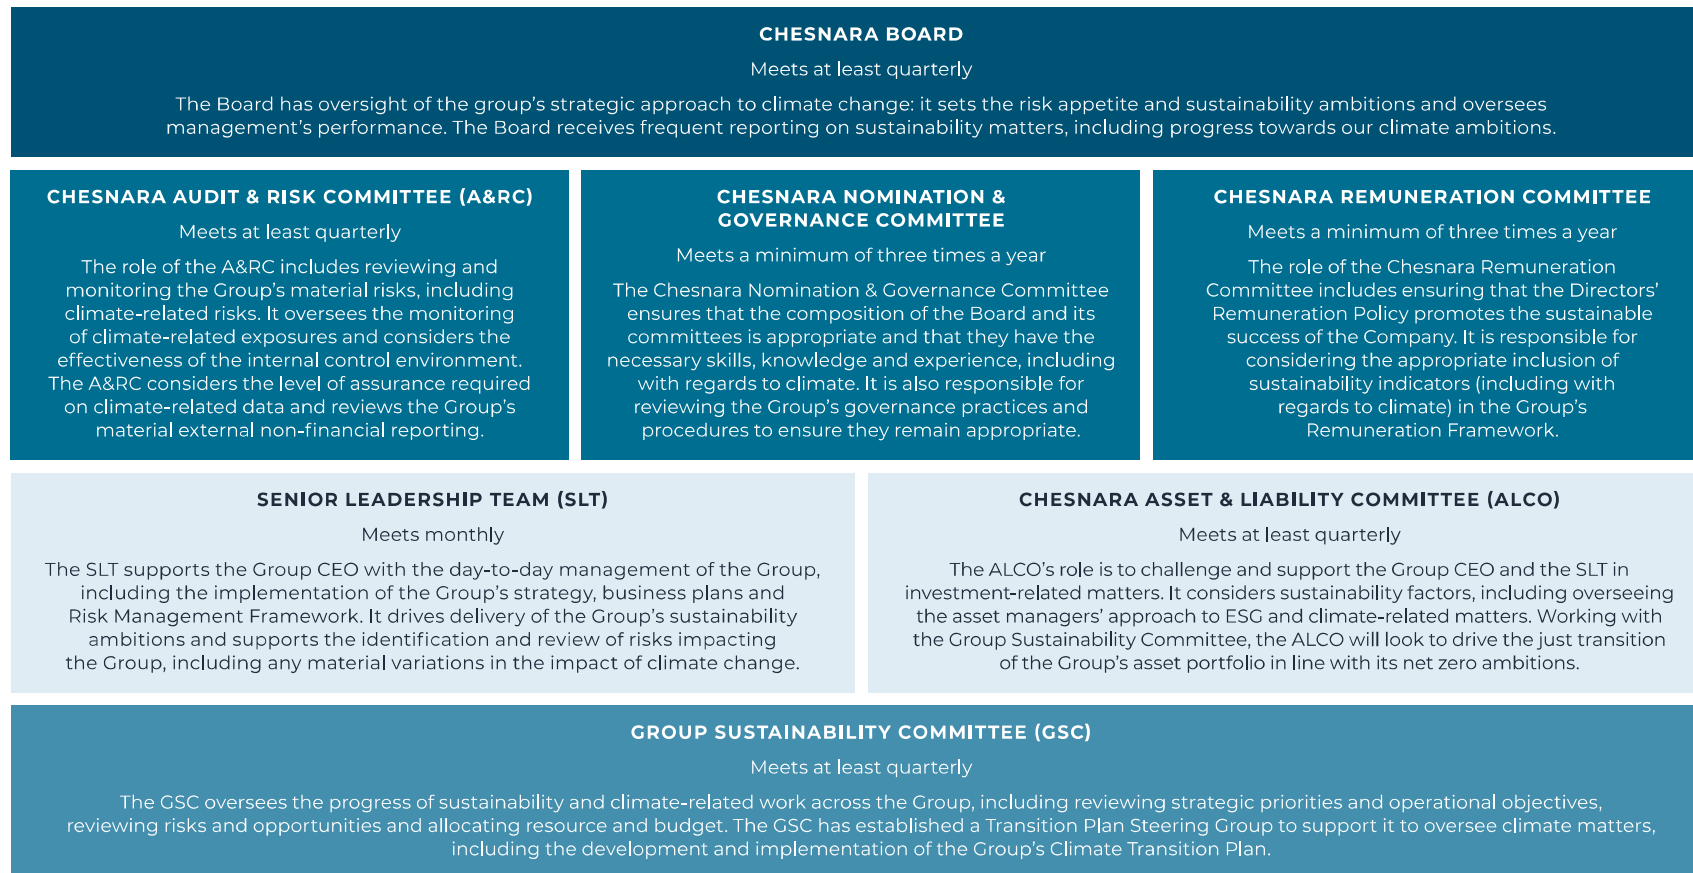 CHESNARA BOARD
Meets at least quarterly
The Board has oversight of the group's strategic approach to climate change: it sets the risk appetite and sustainability ambitions and oversees
management's performance. The Board receives frequent reporting on sustainability matters, including progress towards our climate ambitions.
CHESNARA AUDIT & RISK COMMITTEE (A&RC)
Meets at least quarterly
The role of the A&RC includes reviewing and
monitoring the Group's material risks, including
climate-related risks. It oversees the monitoring
of climate-related exposures and considers the
effectiveness of the internal control environment.
The A&RC considers the level of assurance required
on climate-related data and reviews the Group's
material external non-financial reporting.
CHESNARA NOMINATION &
GOVERNANCE COMMITTEE
Meets a minimum of three times a year
The Chesnara Nomination & Governance Committee
ensures that the composition of the Board and its
committees is appropriate and that they have the
necessary skills, knowledge and experience, including
with regards to climate. It is also responsible for
reviewing the Group's governance practices and
procedures to ensure they remain appropriate.
CHESNARA REMUNERATION COMMITTEE
Meets a minimum of three times a year
The role of the Chesnara Remuneration
Committee includes ensuring that the Directors'
Remuneration Policy promotes the sustainable
success of the Company. It is responsible for
considering the appropriate inclusion of
sustainability indicators (including with
regards to climate) in the Group's
Remuneration Framework.
SENIOR LEADERSHIP TEAM (SLT)
Meets monthly
The SLT supports the Group CEO with the day-to-day management of the Group,
including the implementation of the Group's strategy, business plans and
Risk Management Framework. It drives delivery of the Group's sustainability
ambitions and supports the identification and review of risks impacting
the Group, including any material variations in the impact of climate change.
CHESNARA ASSET & LIABILITY COMMITTEE (ALCO)
Meets at least quarterly
The ALCO's role is to challenge and support the Group CEO and the SLT in
investment-related matters. It considers sustainability factors, including overseeing
the asset managers' approach to ESG and climate-related matters. Working with
the Group Sustainability Committee, the ALCO will look to drive the just transition
of the Group's asset portfolio in line with its net zero ambitions.
GROUP SUSTAINABILITY COMMITTEE (GSC)
Meets at least quarterly
The GSC oversees the progress of sustainability and climate-related work across the Group, including reviewing strategic priorities and operational objectives,
reviewing risks and opportunities and allocating resource and budget. The GSC has established a Transition Plan Steering Group to support it to oversee climate matters,
including the development and implementation of the Group's Climate Transition Plan.